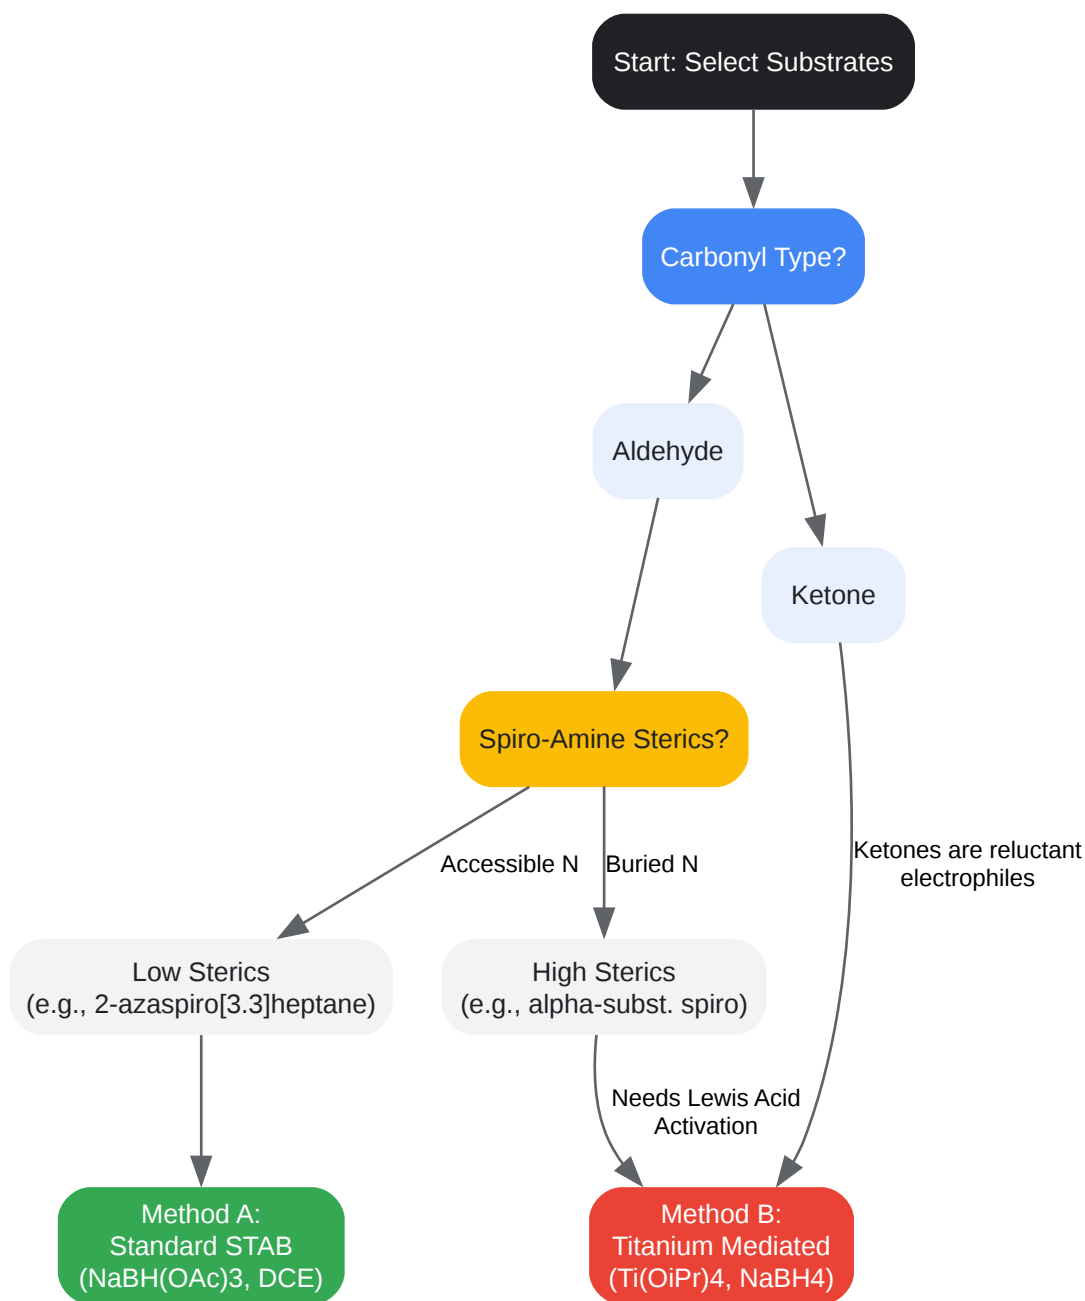 Start: Select Substrates
Carbonyl Type?
Aldehyde
Ketone
Spiro-Amine Sterics?
Accessible N
Buried N
Ketones are reluctant
electrophiles
Low Sterics
(e.g., 2-azaspiro[3.3]heptane)
High Sterics
(e.g., alpha-subst. spiro)
Needs Lewis Acid
Activation
Method A:
Standard STAB
(NaBH(OAc)3, DCE)
Method B:
Titanium Mediated
(Ti(OiPr)4, NaBH4)